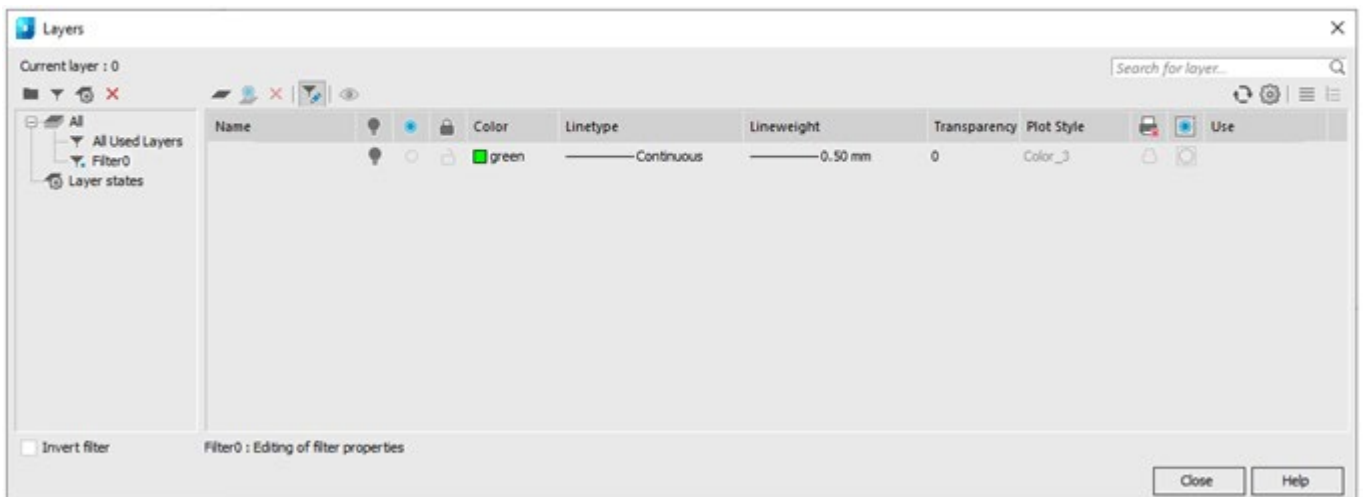 Layers
Current layer : 0
Search for layer...
All
All Used Layers
Filter0
Layer states
Name Color Linetype Lineweight Transparency Plot Style Use
green Continuous 0.50 mm 0 Color_3
Invert filter
Filter0 : Editing of filter properties
Close Help